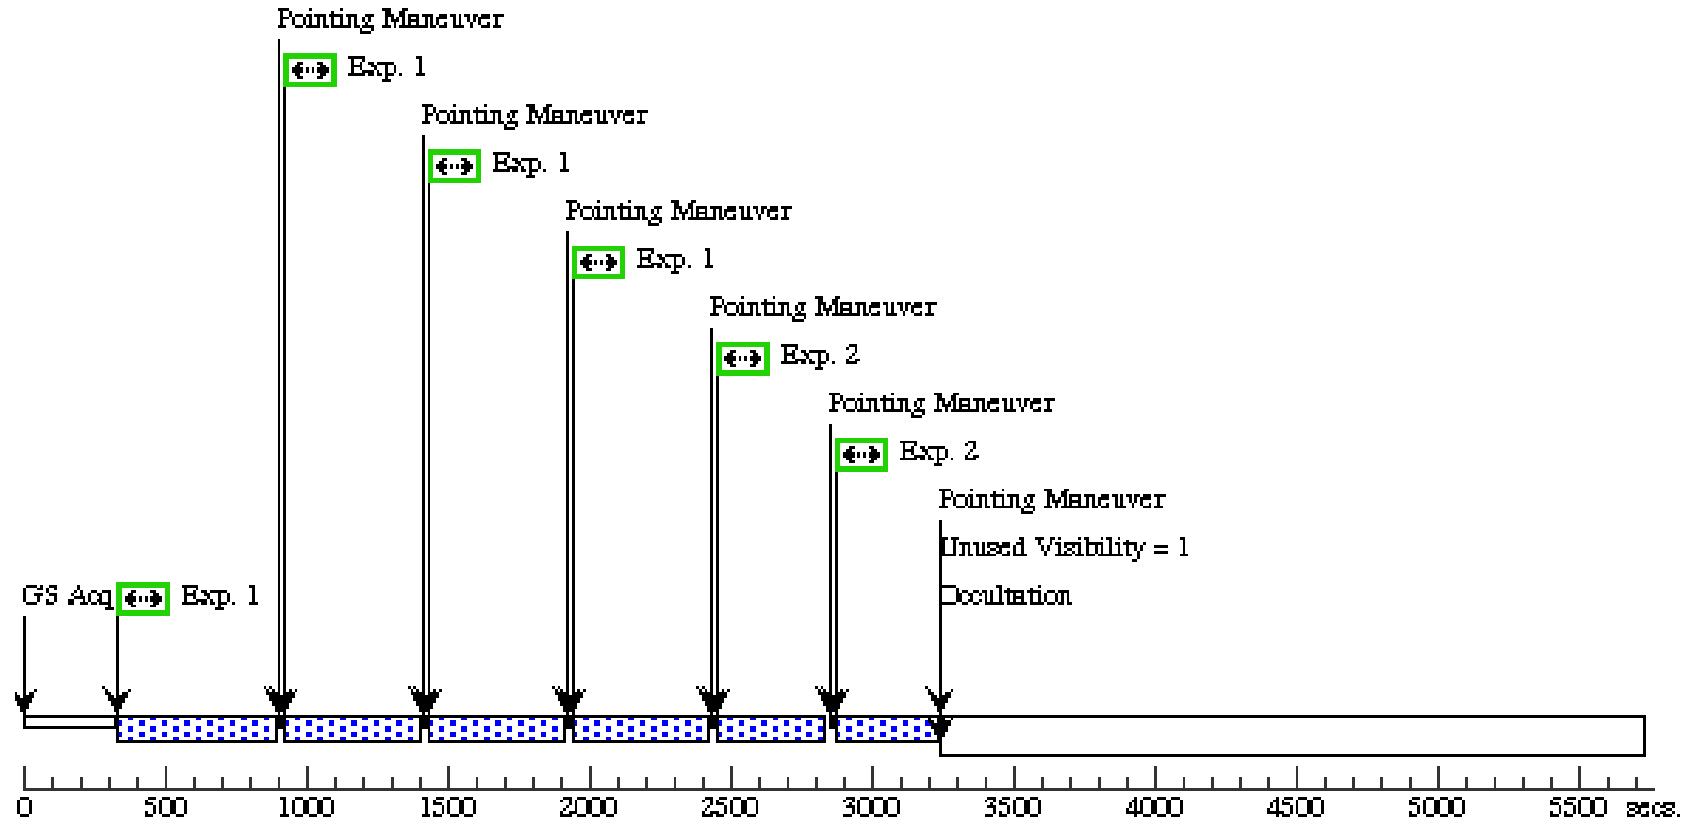 Pointing Maneuver
Exp. 1
Pointing Maneuver
Exp. 1
Pointing Maneuver
Exp. 1
Pointing Maneuver
Exp. 2
Pointing Maneuver
Exp. 2
Pointing Maneuver
Unused Visibility = 1
GS Acq Exp. 1 Occultation
0 500 1000 1500 2000 2500 3000 3500 4000 4500 5000 5500 secs.